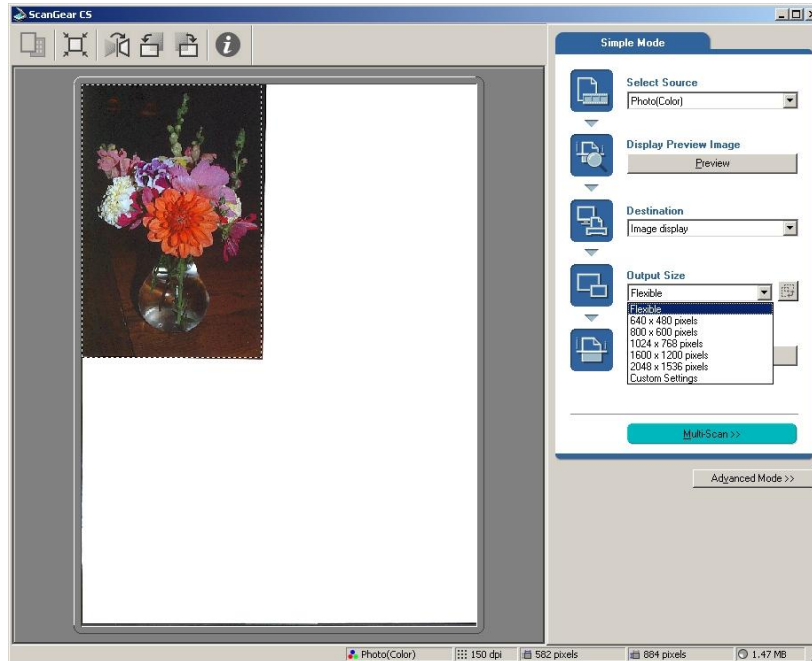 ScanGear CS
Simple Mode
Select Source
Photo(Color)
Display Preview Image
Preview
Destination
Image display
Output Size
Flexible
Flexible
640 x 480 pixels
800 x 600 pixels
1024 x 768 pixels
1600 x 1200 pixels
2048 x 1536 pixels
Custom Settings
Multi-Scan >>
Advanced Mode >>
Photo(Color) 150 dpi 582 pixels 884 pixels 1.47 MB